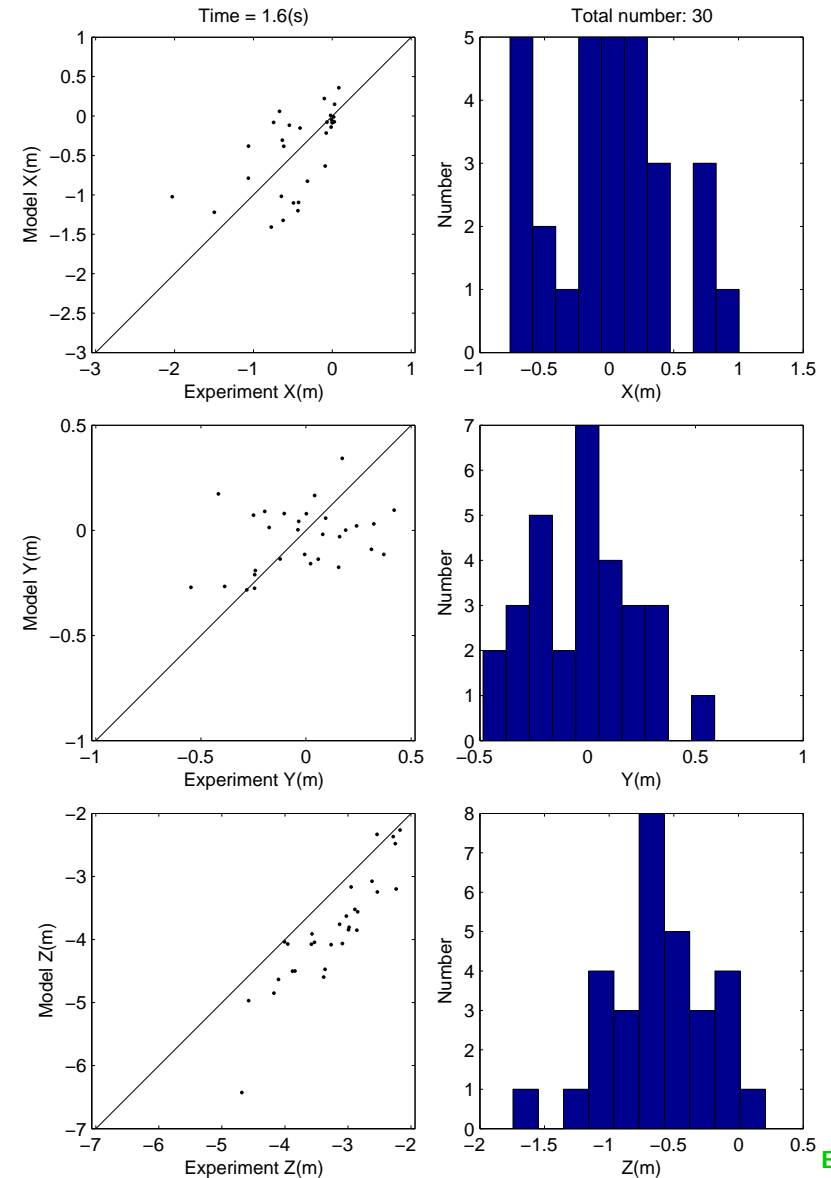 Time = 1.6(s)
1
0.5
0
−0.5
−1
−1.5
−2
−2.5
−3
Model X(m)
−3 −2 −1 0 1
Experiment X(m)
Total number: 30
5
4
3
2
1
0
Number
−1 −0.5 0 0.5 1 1.5
X(m)
0.5
0
−0.5
−1
Model Y(m)
−1 −0.5 0 0.5
Experiment Y(m)
7
6
5
4
3
2
1
0
Number
−0.5 0 0.5 1
Y(m)
−2
−3
−4
−5
−6
−7
Model Z(m)
−7 −6 −5 −4 −3 −2
Experiment Z(m)
8
7
6
5
4
3
2
1
0
Number
−2 −1.5 −1 −0.5 0 0.5
Z(m)
E